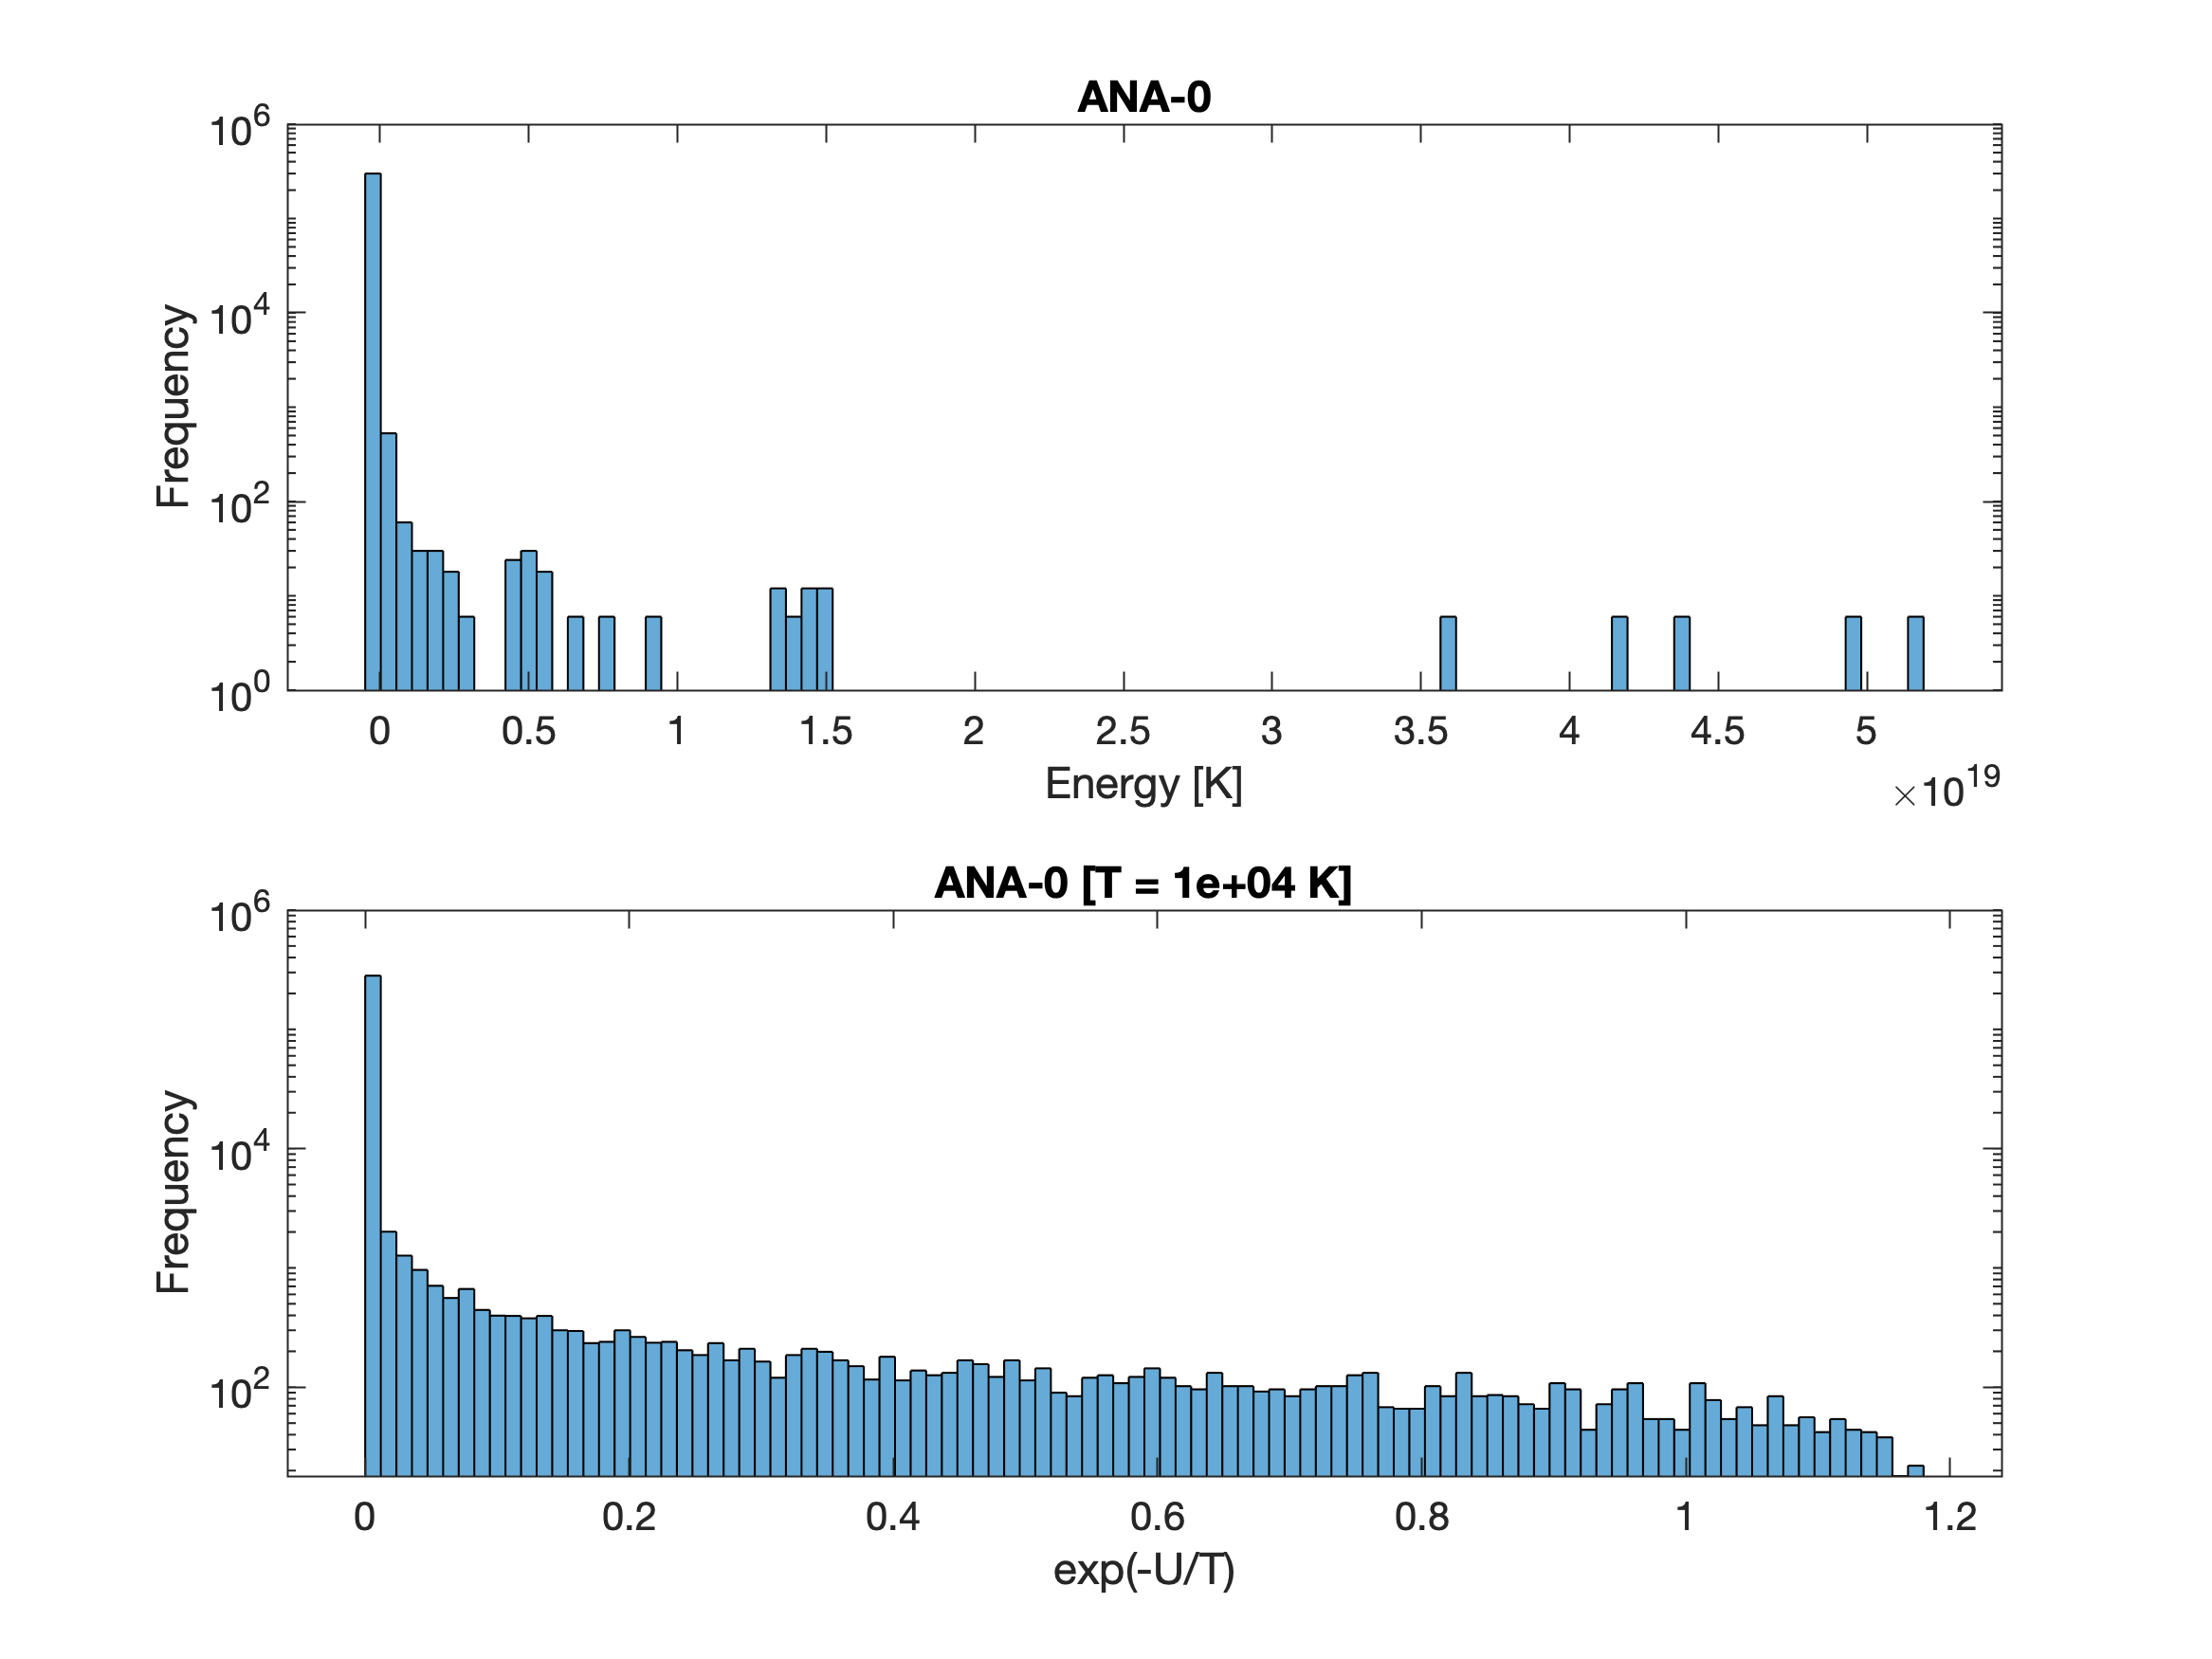 ANA-0
10^6
10^4
10^2
10^0
Frequency
0 0.5 1 1.5 2 2.5 3 3.5 4 4.5 5
Energy [K]
×10^19
ANA-0 [T = 1e+04 K]
10^6
10^4
10^2
Frequency
0 0.2 0.4 0.6 0.8 1 1.2
exp(-U/T)